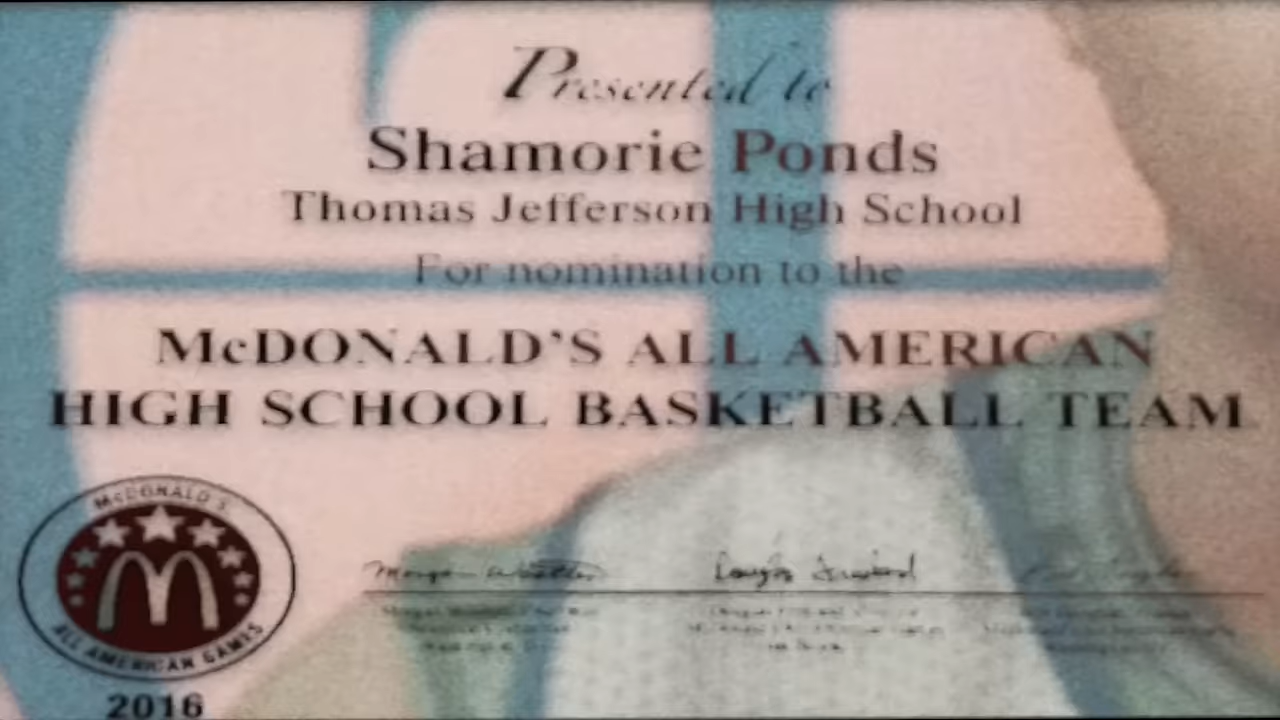 Presented to
Shamorie Ponds
Thomas Jefferson High School
For nomination to the
McDONALD'S ALL AMERICAN
HIGH SCHOOL BASKETBALL TEAM
McDONALD'S
ALL AMERICAN GAMES
2016